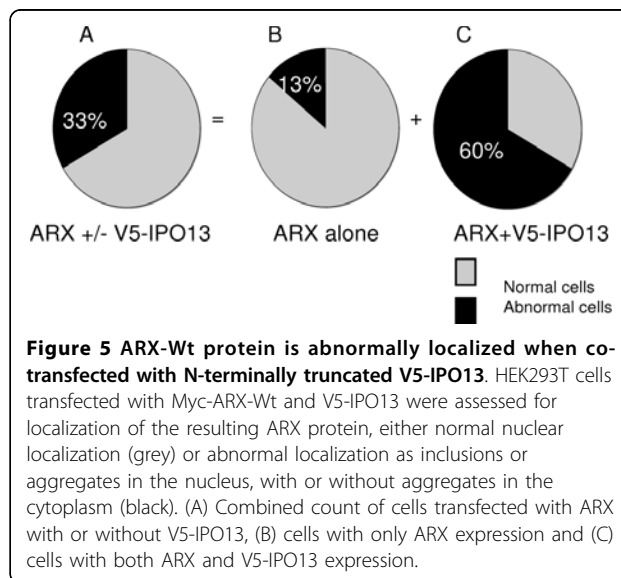 A
B
C
33%
=
13%
+
60%
ARX +/- V5-IPO13
ARX alone
ARX+V5-IPO13
Normal cells
Abnormal cells
Figure 5 ARX-Wt protein is abnormally localized when co-
transfected with N-terminally truncated V5-IPO13. HEK293T cells
transfected with Myc-ARX-Wt and V5-IPO13 were assessed for
localization of the resulting ARX protein, either normal nuclear
localization (grey) or abnormal localization as inclusions or
aggregates in the nucleus, with or without aggregates in the
cytoplasm (black). (A) Combined count of cells transfected with ARX
with or without V5-IPO13, (B) cells with only ARX expression and (C)
cells with both ARX and V5-IPO13 expression.